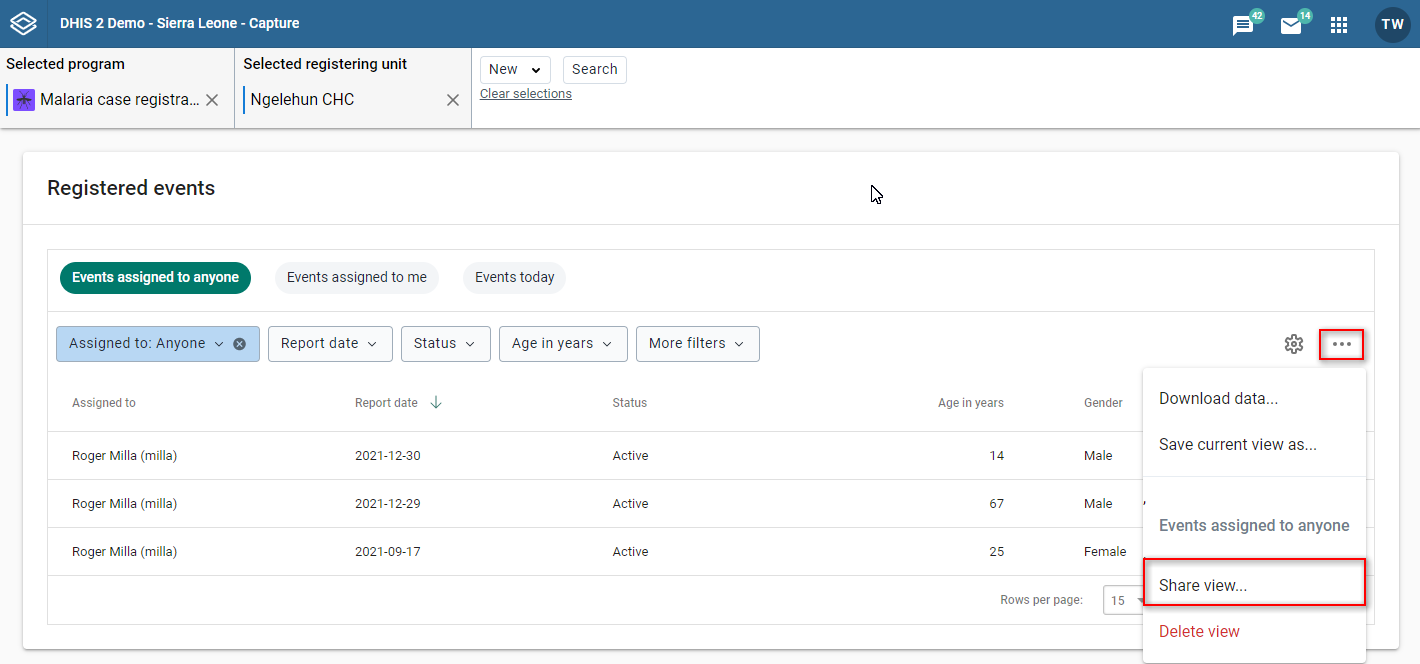 DHIS 2 Demo - Sierra Leone - Capture
42
14
TW
Selected program
Malaria case registra...
Selected registering unit
Ngelehun CHC
New
Search
Clear selections
Registered events
Events assigned to anyone
Events assigned to me
Events today
Assigned to: Anyone
Report date
Status
Age in years
More filters
Assigned to
Report date
Status
Age in years
Gender
Roger Milla (milla)
2021-12-30
Active
14
Male
Roger Milla (milla)
2021-12-29
Active
67
Male
Roger Milla (milla)
2021-09-17
Active
25
Female
Rows per page:
15
Download data...
Save current view as...
Events assigned to anyone
Share view...
Delete view